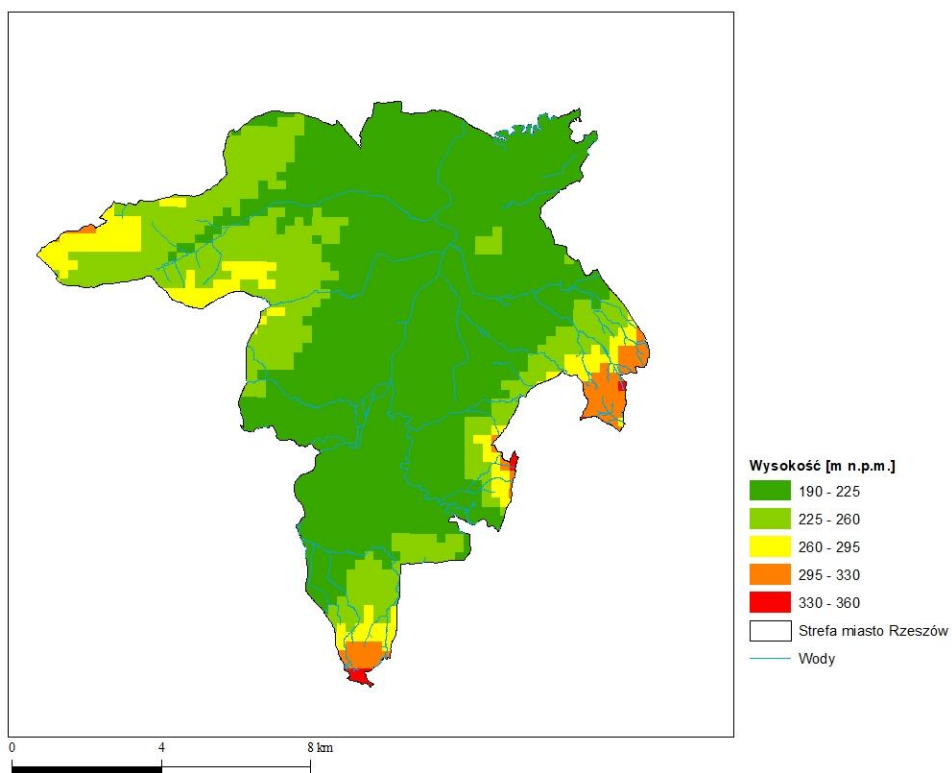 Wysokość [m n.p.m.]
190 - 225
225 - 260
260 - 295
295 - 330
330 - 360
Strefa miasto Rzeszów
Wody
0 4 8 km